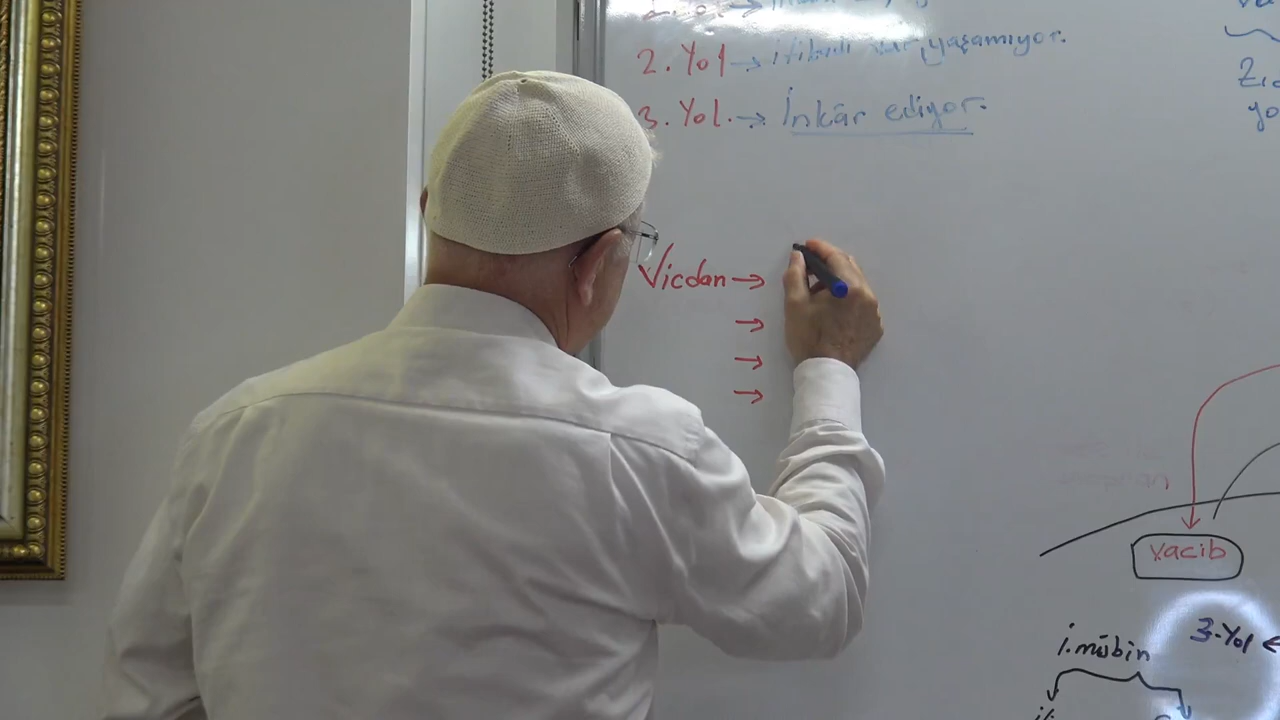 2. Yol → itikadı var, yaşamıyor.
3. Yol. → İnkâr ediyor.
Vicdan →
→
→
→
vacib
i.mübin
3.Yol ←